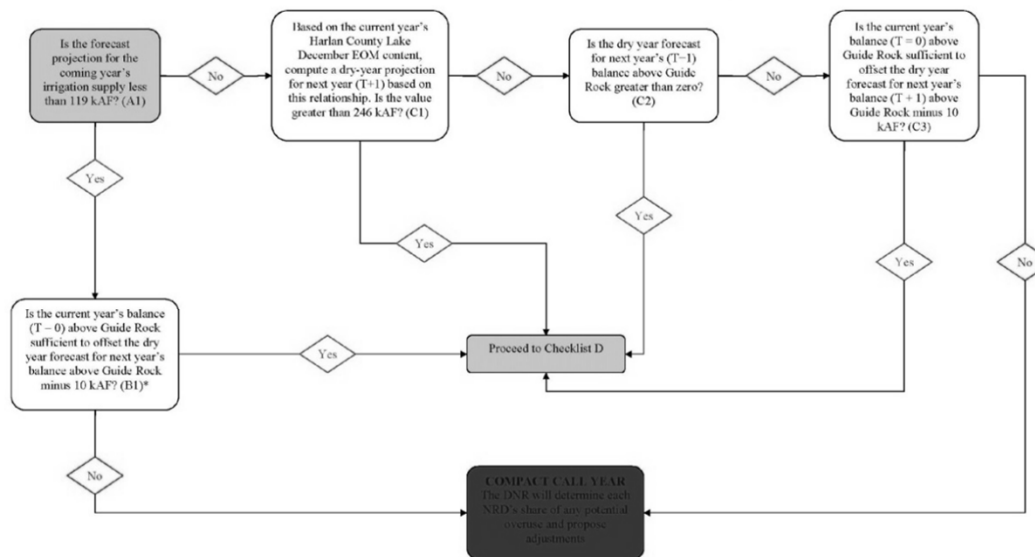 Is the forecast
projection for the
coming year's
irrigation supply less
than 119 kAF? (A1)
No
Based on the current year's
Harlan County Lake
December EOM content,
compute a dry-year projection
for next year (T+1) based on
this relationship. Is the value
greater than 246 kAF? (C1)
No
Is the dry year forecast
for next year's (T−1)
balance above Guide
Rock greater than zero?
(C2)
No
Is the current year's
balance (T = 0) above
Guide Rock sufficient to
offset the dry year
forecast for next year's
balance (T + 1) above
Guide Rock minus 10
kAF? (C3)
Yes
Yes
Yes
Yes
No
Is the current year's balance
(T − 0) above Guide Rock
sufficient to offset the dry
year forecast for next year's
balance above Guide Rock
minus 10 kAF? (B1)*
Yes
Proceed to Checklist D
No
COMPACT CALL YEAR
The DNR will determine each
NRD's share of any potential
overuse and propose
adjustments